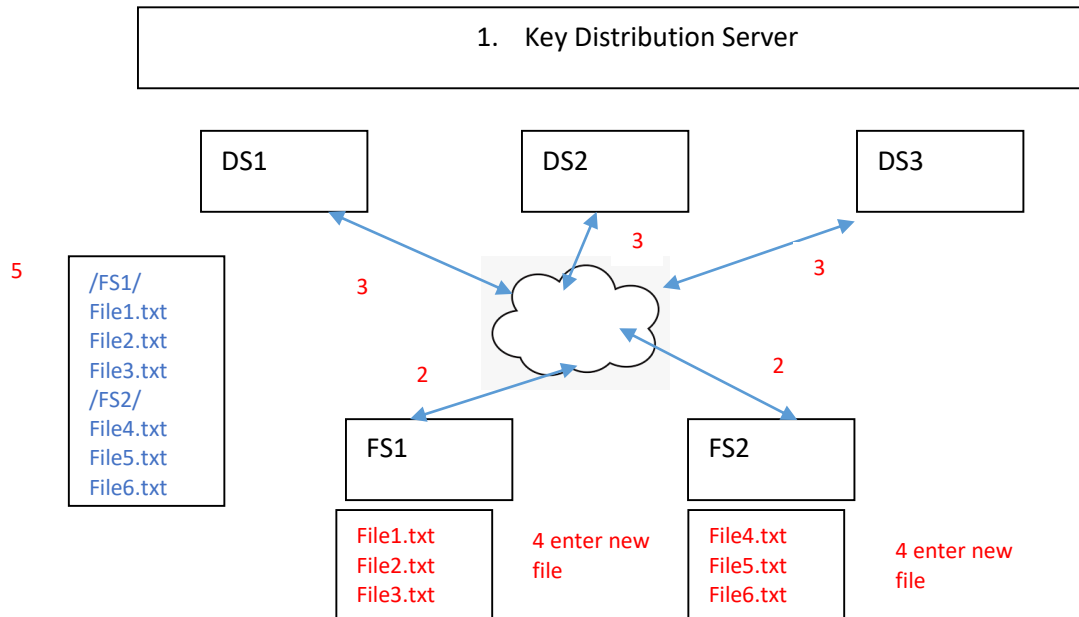 1. Key Distribution Server
DS1
DS2
DS3
3
3
3
5
/FS1/
File1.txt
File2.txt
File3.txt
/FS2/
File4.txt
File5.txt
File6.txt
2
2
FS1
FS2
File1.txt
File2.txt
File3.txt
4 enter new
file
File4.txt
File5.txt
File6.txt
4 enter new
file